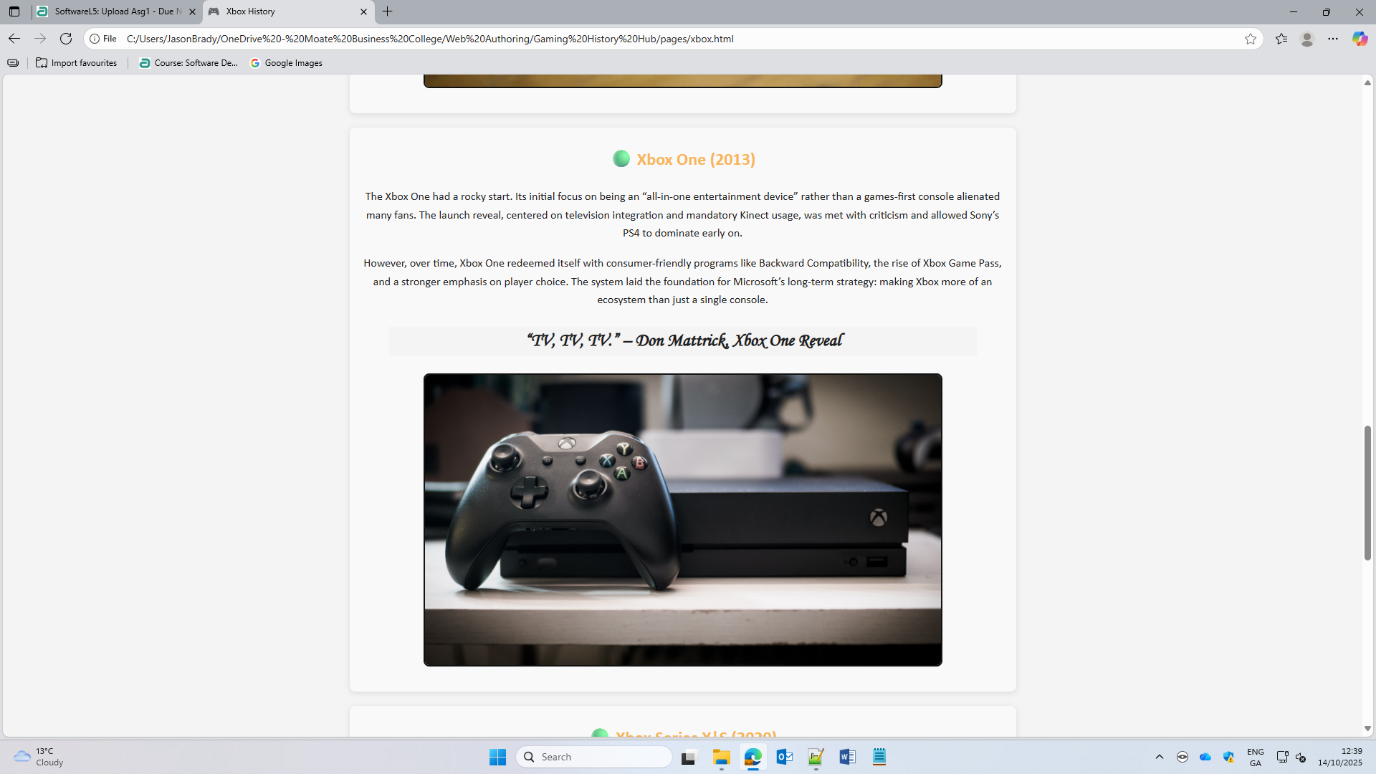 SoftwareL5: Upload Asg1 - Due N
Xbox History
File
C:/Users/JasonBrady/OneDrive%20-%20Moate%20Business%20College/Web%20Authoring/Gaming%20History%20Hub/pages/xbox.html
Import favourites
Course: Software De...
Google Images
Xbox One (2013)
The Xbox One had a rocky start. Its initial focus on being an “all-in-one entertainment device” rather than a games-first console alienated
many fans. The launch reveal, centered on television integration and mandatory Kinect usage, was met with criticism and allowed Sony’s
PS4 to dominate early on.
However, over time, Xbox One redeemed itself with consumer-friendly programs like Backward Compatibility, the rise of Xbox Game Pass,
and a stronger emphasis on player choice. The system laid the foundation for Microsoft’s long-term strategy: making Xbox more of an
ecosystem than just a single console.
“TV, TV, TV.” – Don Mattrick, Xbox One Reveal
Y
X B
A
Xbox Series X|S (2020)
13°C
Cloudy
Search
ENG
GA
12:39
14/10/2025